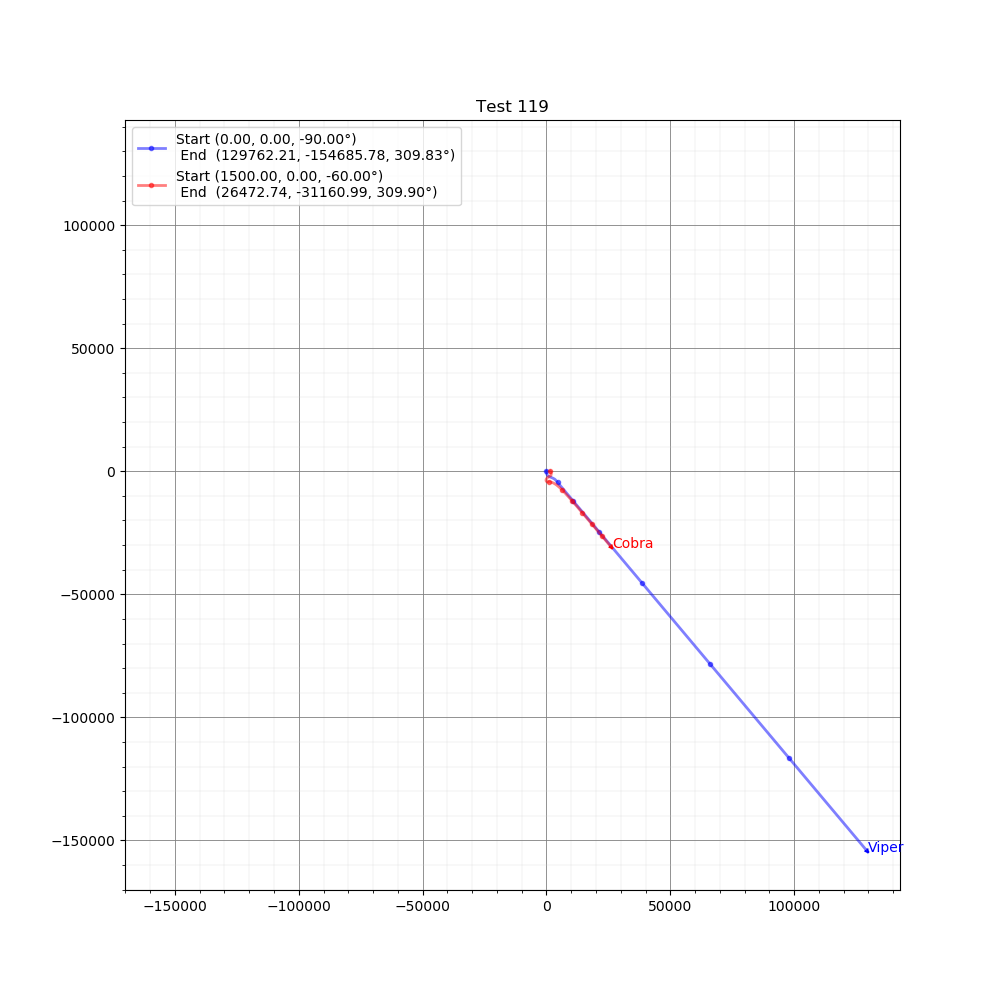 Test 119
Start (0.00, 0.00, -90.00°)
End (129762.21, -154685.78, 309.83°)
Start (1500.00, 0.00, -60.00°)
End (26472.74, -31160.99, 309.90°)
100000
50000
0
−50000
−100000
−150000
Cobra
Viper
−150000
−100000
−50000
0
50000
100000